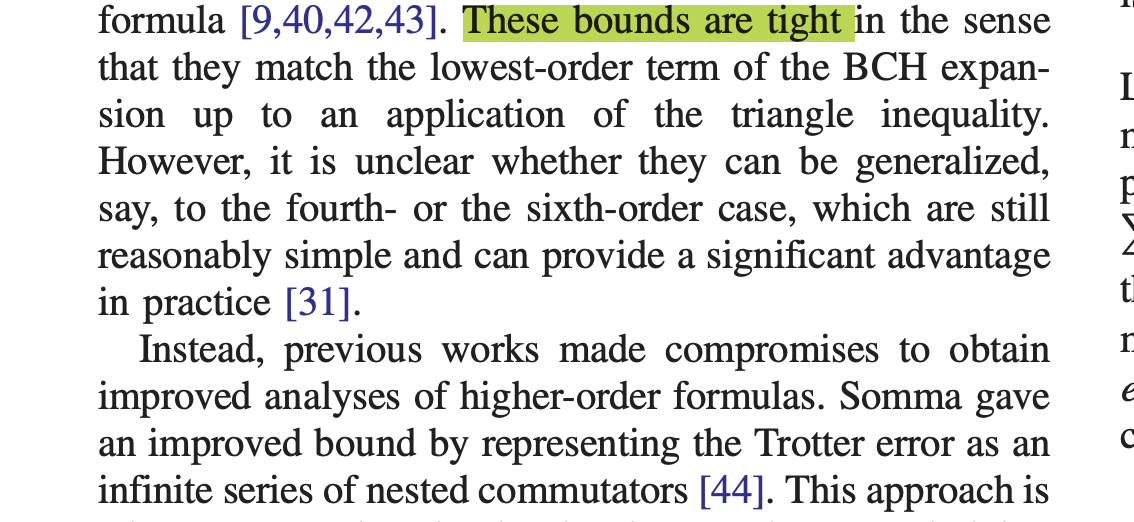 formula [9,40,42,43]. These bounds are tight in the sense
that they match the lowest-order term of the BCH expan-
sion up to an application of the triangle inequality.
However, it is unclear whether they can be generalized,
say, to the fourth- or the sixth-order case, which are still
reasonably simple and can provide a significant advantage
in practice [31].
Instead, previous works made compromises to obtain
improved analyses of higher-order formulas. Somma gave
an improved bound by representing the Trotter error as an
infinite series of nested commutators [44]. This approach is